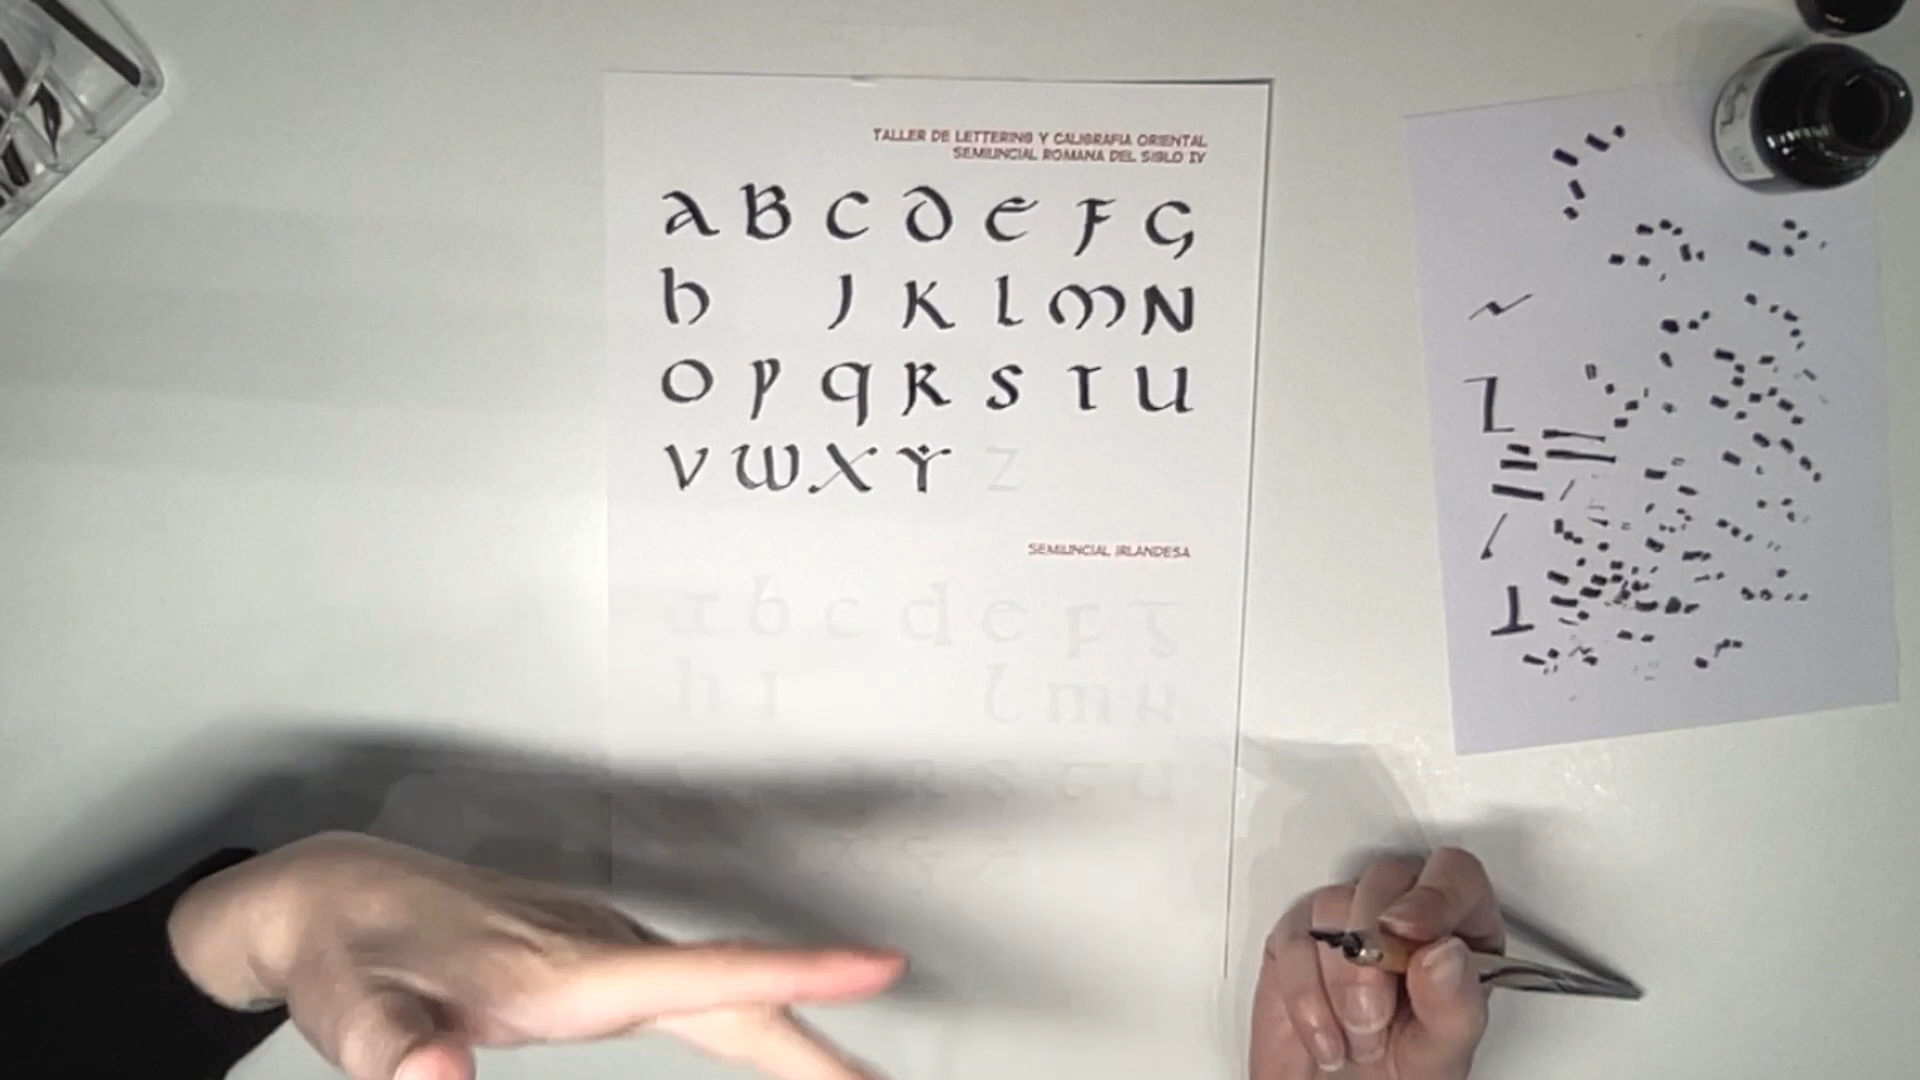 TALLER DE LETTERING Y CALIGRAFIA ORIENTAL
SEMIUNCIAL ROMANA DEL SIGLO IV
a B C D E F G
h J K L M N
O P q R S T U
V W X Y Z
SEMIUNCIAL IRLANDESA
a b c d e F G
h I l m N
R S T U